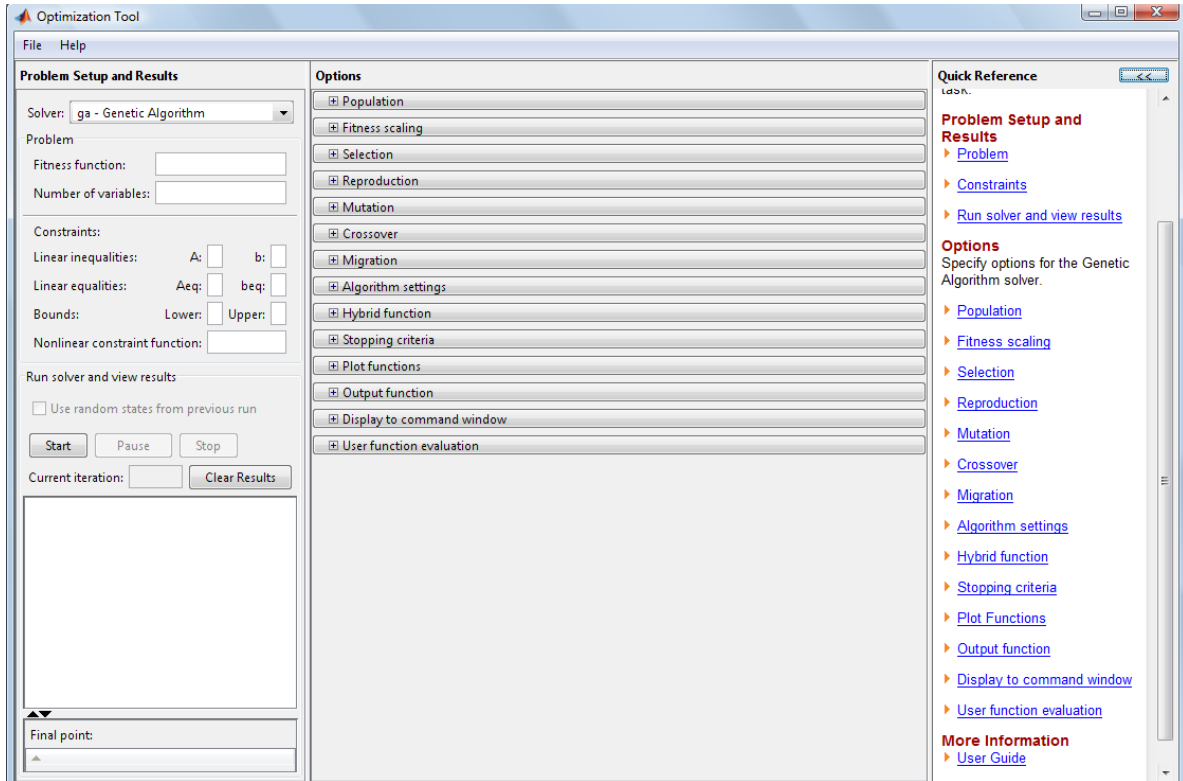 Optimization Tool
File Help
Problem Setup and Results
Solver: ga - Genetic Algorithm
Problem
Fitness function:
Number of variables:
Constraints:
Linear inequalities: A: b:
Linear equalities: Aeq: beq:
Bounds: Lower: Upper:
Nonlinear constraint function:
Run solver and view results
Use random states from previous run
Start Pause Stop
Current iteration: Clear Results
Final point:
Options
Population
Fitness scaling
Selection
Reproduction
Mutation
Crossover
Migration
Algorithm settings
Hybrid function
Stopping criteria
Plot functions
Output function
Display to command window
User function evaluation
Quick Reference <<
task.
Problem Setup and
Results
Problem
Constraints
Run solver and view results
Options
Specify options for the Genetic
Algorithm solver.
Population
Fitness scaling
Selection
Reproduction
Mutation
Crossover
Migration
Algorithm settings
Hybrid function
Stopping criteria
Plot Functions
Output function
Display to command window
User function evaluation
More Information
User Guide